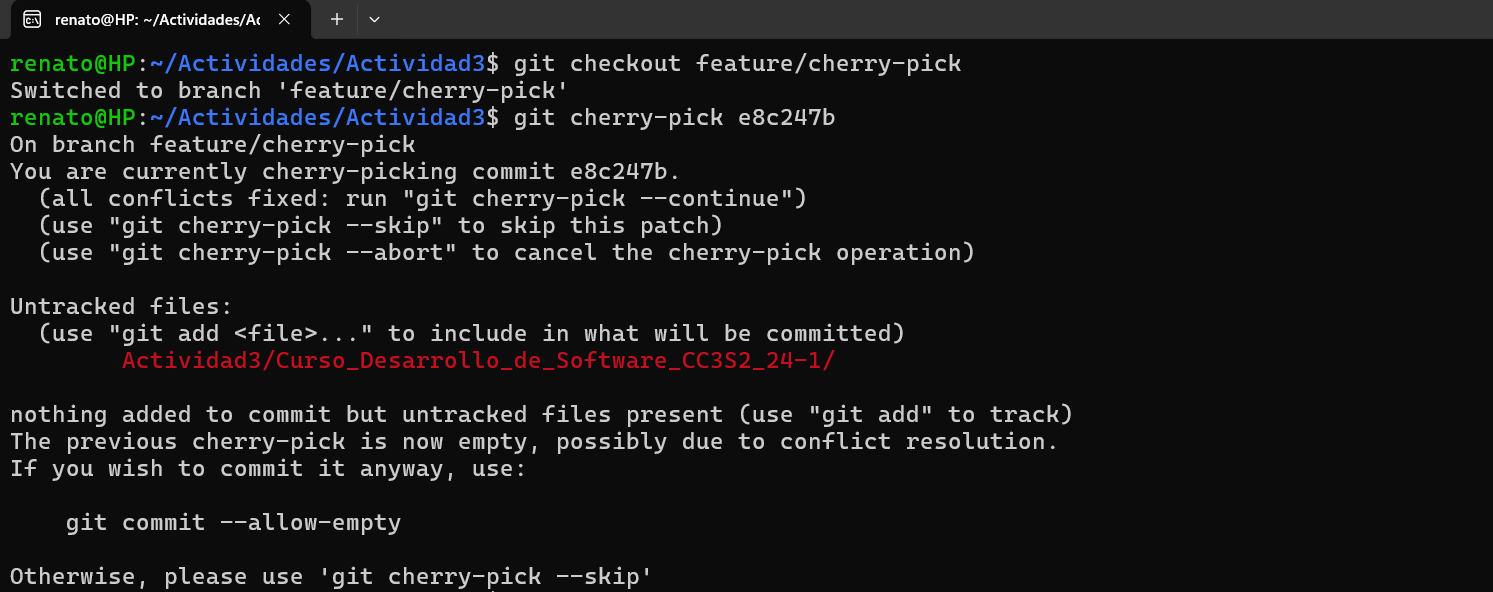 renato@HP: ~/Actividades/Ac
renato@HP:~/Actividades/Actividad3$ git checkout feature/cherry-pick
Switched to branch 'feature/cherry-pick'
renato@HP:~/Actividades/Actividad3$ git cherry-pick e8c247b
On branch feature/cherry-pick
You are currently cherry-picking commit e8c247b.
  (all conflicts fixed: run "git cherry-pick --continue")
  (use "git cherry-pick --skip" to skip this patch)
  (use "git cherry-pick --abort" to cancel the cherry-pick operation)
Untracked files:
  (use "git add <file>..." to include in what will be committed)
        Actividad3/Curso_Desarrollo_de_Software_CC3S2_24-1/
nothing added to commit but untracked files present (use "git add" to track)
The previous cherry-pick is now empty, possibly due to conflict resolution.
If you wish to commit it anyway, use:
    git commit --allow-empty
Otherwise, please use 'git cherry-pick --skip'